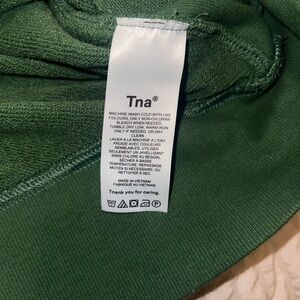 Tna®
MACHINE WASH COLD WITH LIKE
COLOURS, ONLY NON-CHLORINE
BLEACH WHEN NEEDED,
TUMBLE DRY LOW, WARM IRON
ONLY IF NEEDED, OR DRY
CLEAN.
LAVER À LA MACHINE À L'EAU
FROIDE AVEC COULEURS
SEMBLABLES, UTILISER
SEULEMENT UN JAVELLISANT
SANS CHLORE AU BESOIN,
SÉCHER À BASSE
TEMPÉRATURE, REPASSAGE
MOYEN SI NÉCESSAIRE, OU
NETTOYER À SEC.
MADE IN VIETNAM
FABRIQUÉ AU VIETNAM
Thank you for caring.